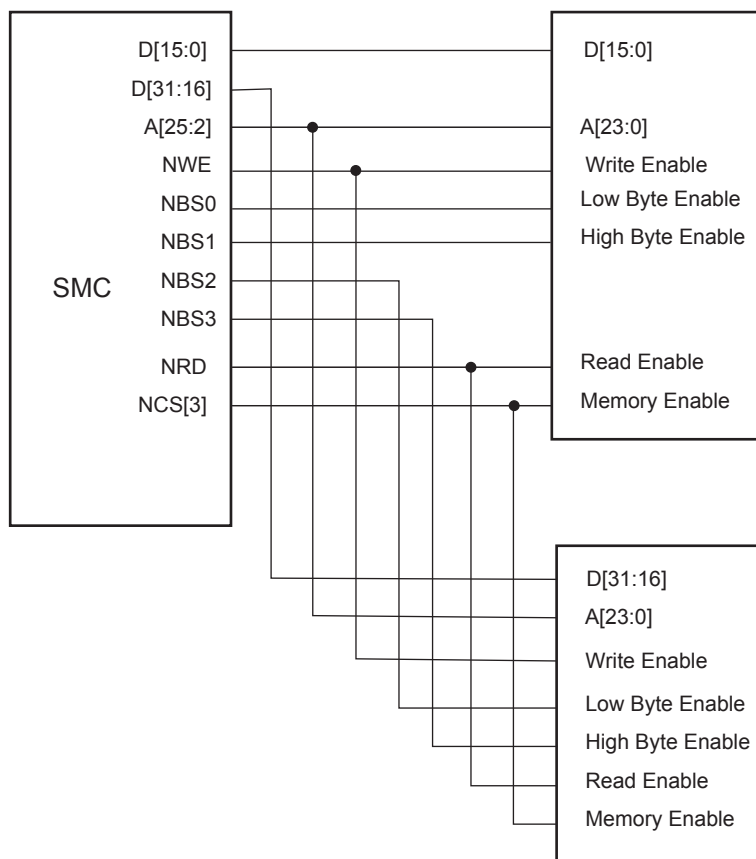 D[15:0]
D[31:16]
A[25:2]
NWE
NBS0
NBS1
NBS2
NBS3
NRD
NCS[3]
SMC
D[15:0]
A[23:0]
Write Enable
Low Byte Enable
High Byte Enable
Read Enable
Memory Enable
D[31:16]
A[23:0]
Write Enable
Low Byte Enable
High Byte Enable
Read Enable
Memory Enable